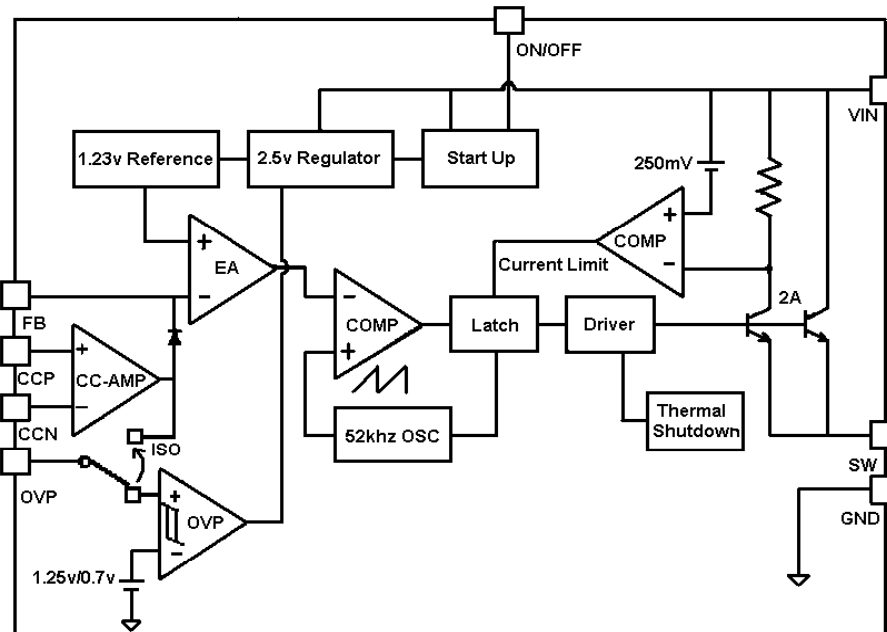 ON/OFF
VIN
1.23v Reference
2.5v Regulator
Start Up
250mV
+
COMP
-
+
EA
-
Current Limit
2A
FB
-
COMP
+
Latch
Driver
CCP
+
CC-AMP
-
CCN
52khz OSC
Thermal
Shutdown
ISO
SW
OVP
+
OVP
-
GND
1.25v/0.7v